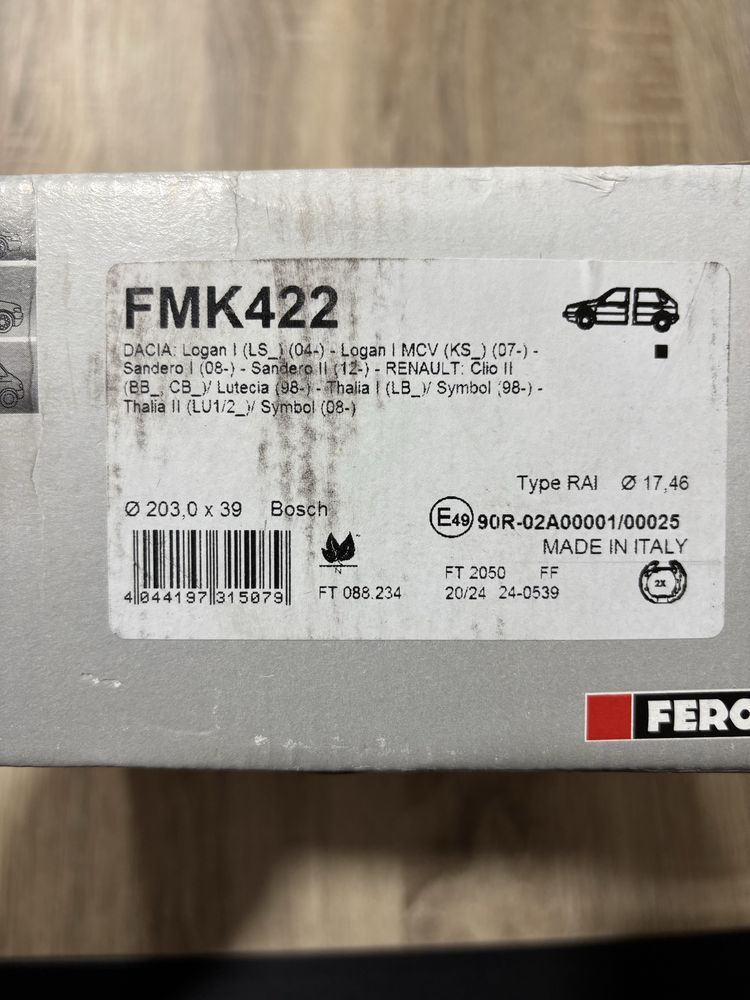 FMK422
DACIA: Logan I (LS_) (04-) - Logan I MCV (KS_) (07-) -
Sandero I (08-) - Sandero II (12-) - RENAULT: Clio II
(BB_, CB_)/ Lutecia (98-) - Thalia I (LB_)/ Symbol (98-) -
Thalia II (LU1/2_)/ Symbol (08-)
Type RAI Ø 17,46
Ø 203,0 x 39 Bosch
E49 90R-02A00001/00025
MADE IN ITALY
N
FT 2050 FF
2X
4 044197 315079
FT 088.234
20/24 24-0539
FERO